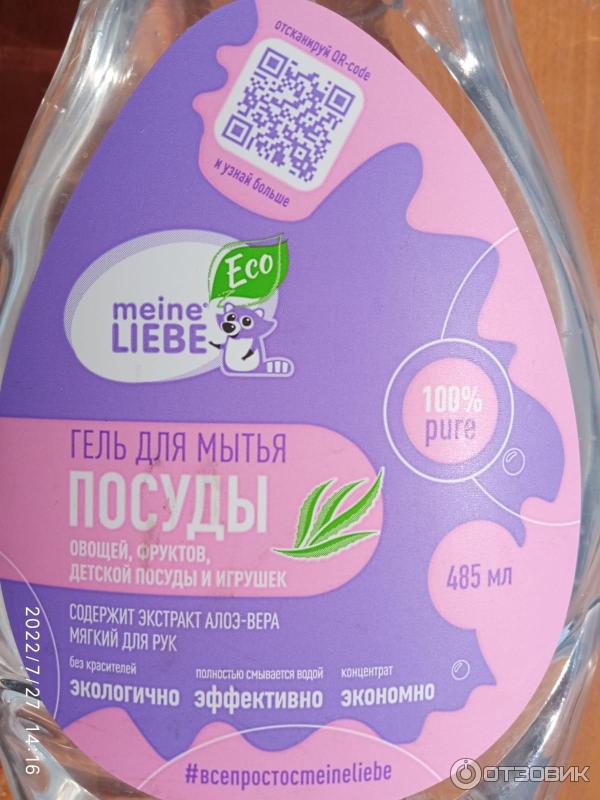 отсканируй QR-code
и узнай больше
Eco
meine®
LIEBE
100%
pure
ГЕЛЬ ДЛЯ МЫТЬЯ
ПОСУДЫ
ОВОЩЕЙ, ФРУКТОВ,
ДЕТСКОЙ ПОСУДЫ И ИГРУШЕК
485 мл
СОДЕРЖИТ ЭКСТРАКТ АЛОЭ-ВЕРА
МЯГКИЙ ДЛЯ РУК
без красителей
экологично
полностью смывается водой
эффективно
концентрат
экономно
#всепростосmeineliebe
2022/7/27 14:16
ОТЗОВИК